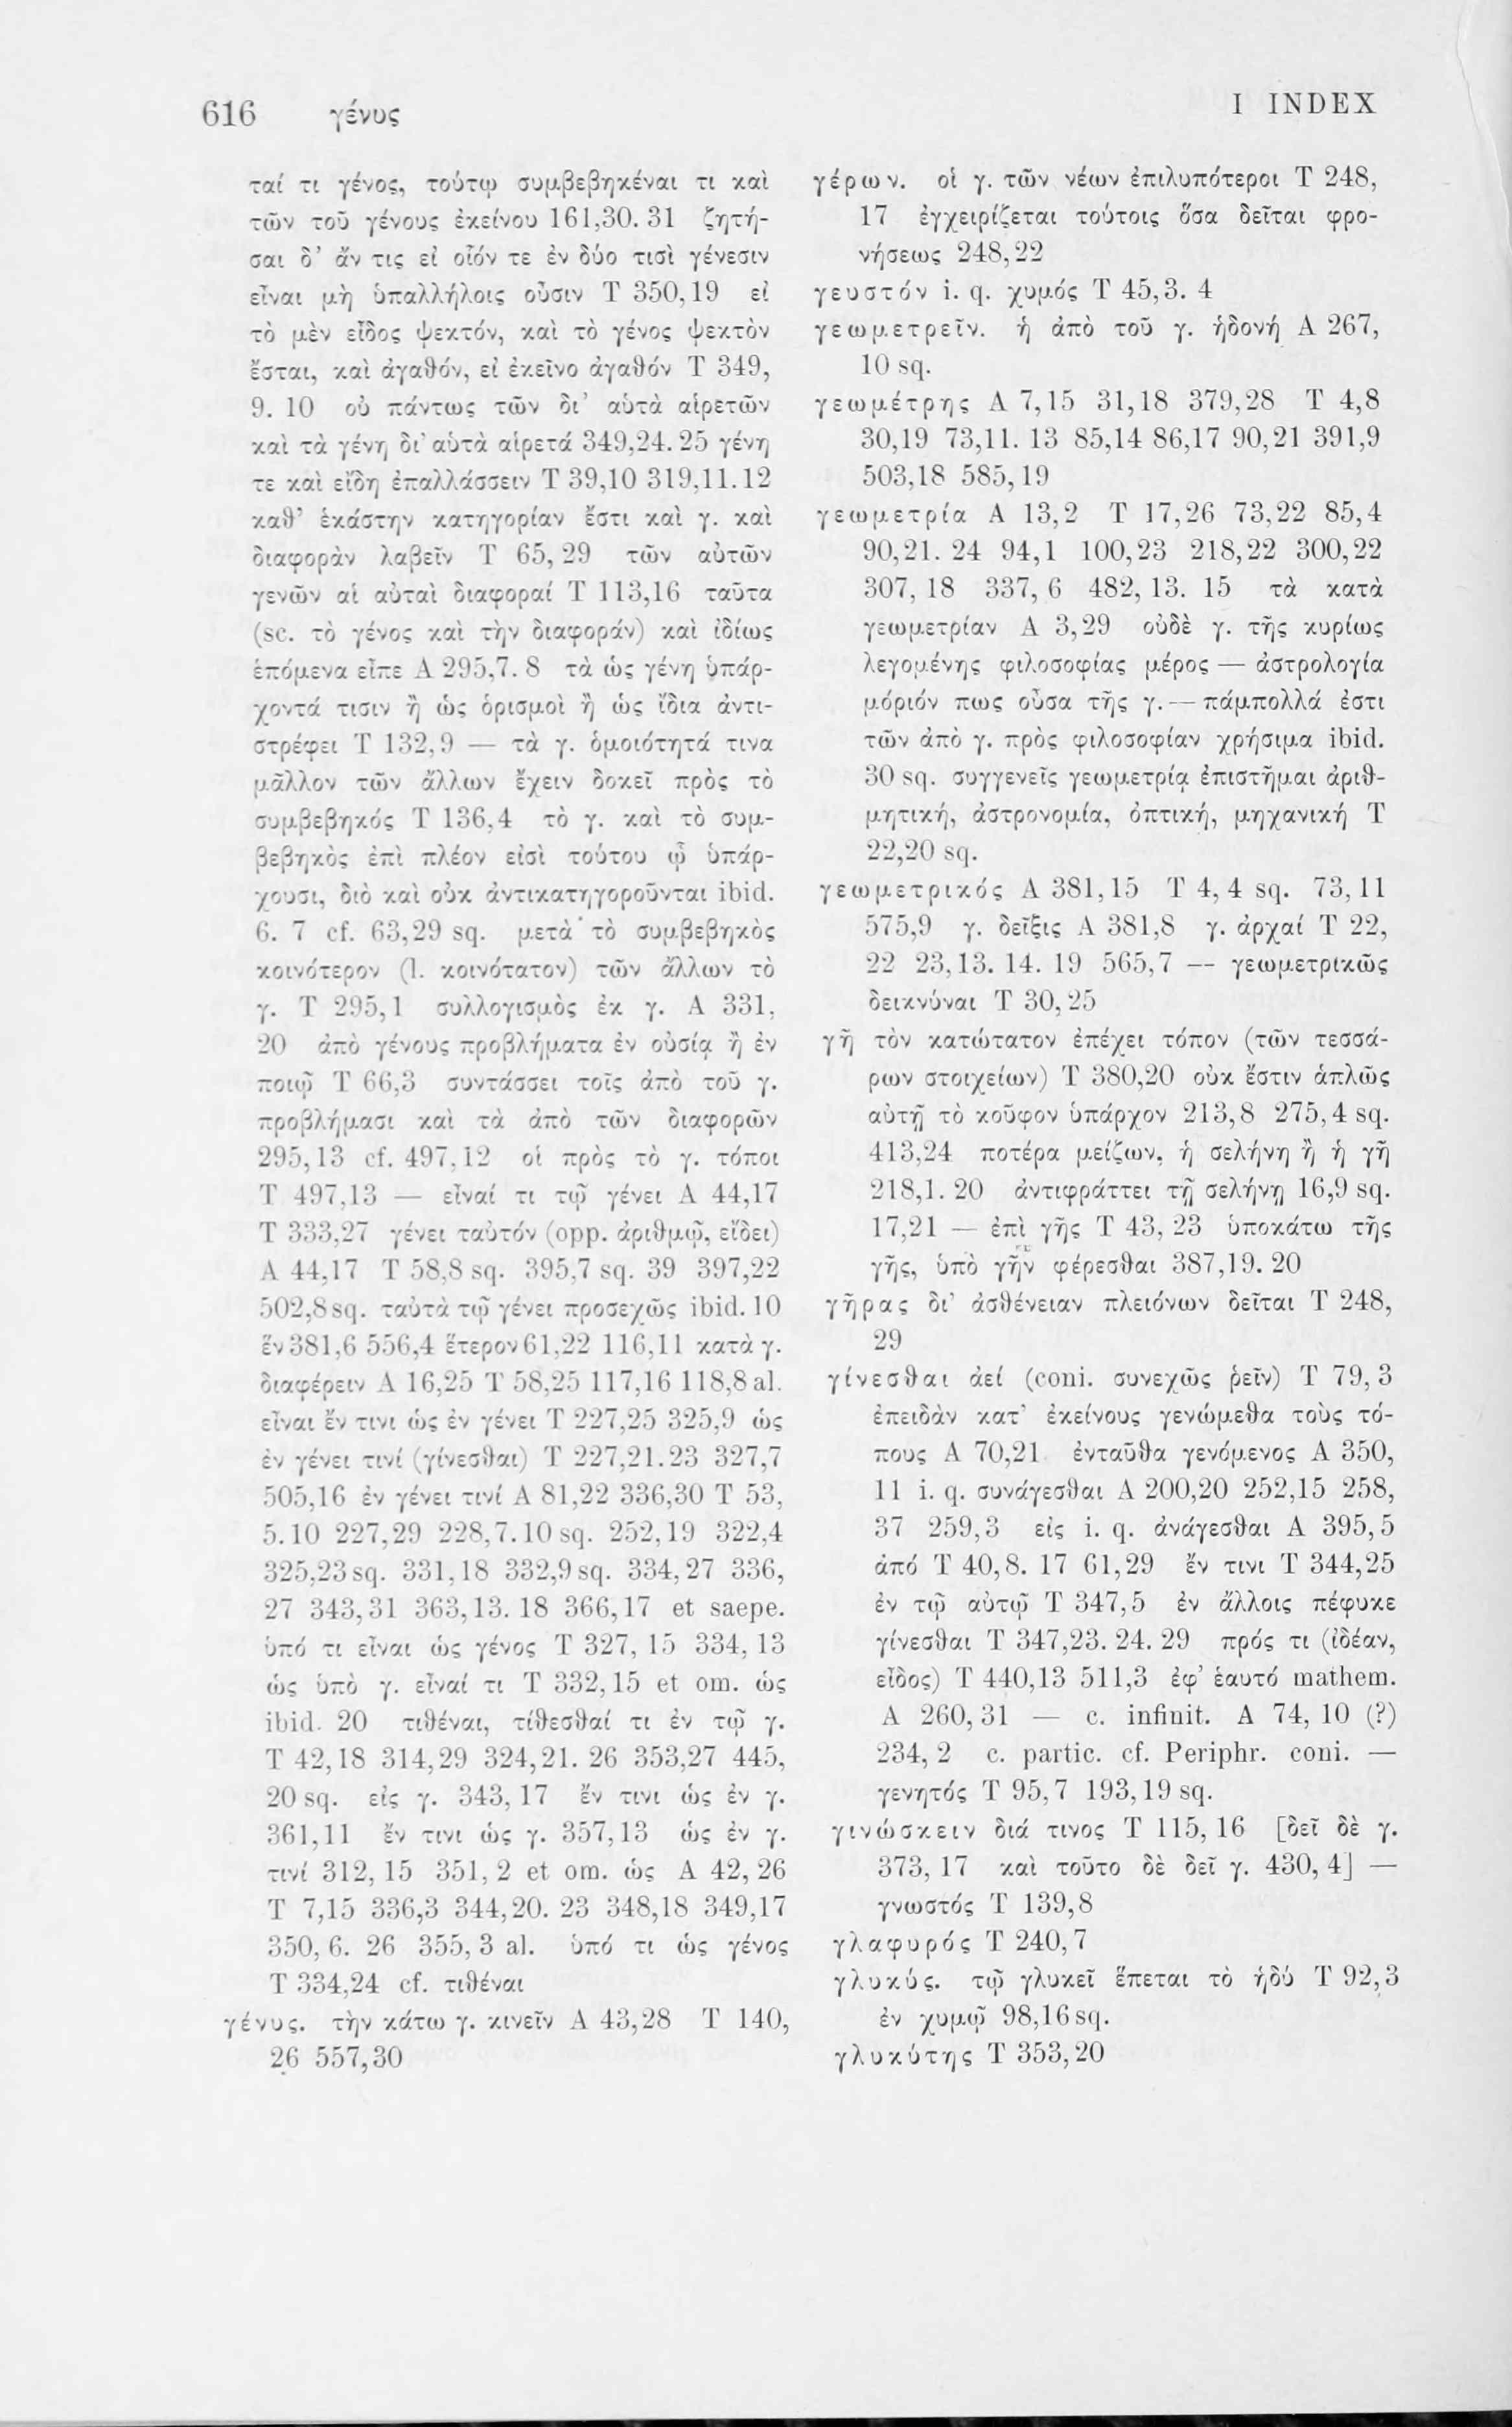 616 γένυς
I INDEX
ταί τι γένος, τούτῳ συμβεβηκέναι τι καὶ
τῶν τοῦ γένους ἐκείνου 161,30. 31 ζητή-
σαι δ' ἄν τις εἰ οἷόν τε ἐν δύο τισὶ γένεσιν
εἶναι μὴ ὑπαλλήλοις οὖσιν T 350,19 εἰ
τὸ μὲν εἶδος ψεκτόν, καὶ τὸ γένος ψεκτὸν
ἔσται, καὶ ἀγαθόν, εἰ ἐκεῖνο ἀγαθόν T 349,
9. 10 οὐ πάντως τῶν δι' αὑτὰ αἱρετῶν
καὶ τὰ γένη δι' αὑτὰ αἱρετά 349,24. 25 γένη
τε καὶ εἴδη ἐπαλλάσσειν T 39,10 319,11. 12
καθ' ἑκάστην κατηγορίαν ἔστι καὶ γ. καὶ
διαφορὰν λαβεῖν T 65, 29 τῶν αὐτῶν
γενῶν αἱ αὐταὶ διαφοραί T 113,16 ταῦτα
(sc. τὸ γένος καὶ τὴν διαφοράν) καὶ ἰδίως
ἑπόμενα εἶπε A 295,7. 8 τὰ ὡς γένη ὑπάρ-
χοντά τισιν ἢ ὡς ὁρισμοὶ ἢ ὡς ἴδια ἀντι-
στρέφει T 132,9 — τὰ γ. ὁμοιότητά τινα
μᾶλλον τῶν ἄλλων ἔχειν δοκεῖ πρὸς τὸ
συμβεβηκός T 136,4 τὸ γ. καὶ τὸ συμ-
βεβηκὸς ἐπὶ πλέον εἰσὶ τούτου ᾧ ὑπάρ-
χουσι, διὸ καὶ οὐκ ἀντικατηγοροῦνται ibid.
6. 7 cf. 63,29 sq. μετὰ τὸ συμβεβηκὸς
κοινότερον (l. κοινότατον) τῶν ἄλλων τὸ
γ. T 295,1 συλλογισμὸς ἐκ γ. A 331,
20 ἀπὸ γένους προβλήματα ἐν οὐσίᾳ ἢ ἐν
ποιῷ T 66,3 συντάσσει τοῖς ἀπὸ τοῦ γ.
προβλήμασι καὶ τὰ ἀπὸ τῶν διαφορῶν
295,13 cf. 497,12 οἱ πρὸς τὸ γ. τόποι
T 497,13 — εἶναί τι τῷ γένει A 44,17
T 333,27 γένει ταὐτόν (opp. ἀριθμῷ, εἴδει)
A 44,17 T 58,8 sq. 395,7 sq. 39 397,22
502,8 sq. ταὐτὰ τῷ γένει προσεχῶς ibid. 10
ἕν 381,6 556,4 ἕτερον 61,22 116,11 κατὰ γ.
διαφέρειν A 16,25 T 58,25 117,16 118,8 al.
εἶναι ἔν τινι ὡς ἐν γένει T 227,25 325,9 ὡς
ἐν γένει τινί (γίνεσθαι) T 227,21. 23 327,7
505,16 ἐν γένει τινί A 81,22 336,30 T 53,
5. 10 227,29 228,7. 10 sq. 252,19 322,4
325,23 sq. 331,18 332,9 sq. 334,27 336,
27 343,31 363,13. 18 366,17 et saepe.
ὑπό τι εἶναι ὡς γένος T 327, 15 334, 13
ὡς ὑπὸ γ. εἶναί τι T 332,15 et om. ὡς
ibid. 20 τιθέναι, τίθεσθαί τι ἐν τῷ γ.
T 42,18 314,29 324,21. 26 353,27 445,
20 sq. εἰς γ. 343, 17 ἔν τινι ὡς ἐν γ.
361,11 ἔν τινι ὡς γ. 357,13 ὡς ἐν γ.
τινί 312, 15 351, 2 et om. ὡς A 42, 26
T 7,15 336,3 344,20. 23 348,18 349,17
350, 6. 26 355, 3 al. ὑπό τι ὡς γένος
T 334,24 cf. τιθέναι
γένυς. τὴν κάτω γ. κινεῖν A 43,28 T 140,
26 557,30
γέρων. οἱ γ. τῶν νέων ἐπιλυπότεροι T 248,
17 ἐγχειρίζεται τούτοις ὅσα δεῖται φρο-
νήσεως 248,22
γευστόν i. q. χυμός T 45,3. 4
γεωμετρεῖν. ἡ ἀπὸ τοῦ γ. ἡδονή A 267,
10 sq.
γεωμέτρης A 7,15 31,18 379,28 T 4,8
30,19 73,11. 13 85,14 86,17 90,21 391,9
503,18 585,19
γεωμετρία A 13,2 T 17,26 73,22 85,4
90,21. 24 94,1 100,23 218,22 300,22
307, 18 337, 6 482, 13. 15 τὰ κατὰ
γεωμετρίαν A 3,29 οὐδὲ γ. τῆς κυρίως
λεγομένης φιλοσοφίας μέρος — ἀστρολογία
μόριόν πως οὖσα τῆς γ. — πάμπολλά ἐστι
τῶν ἀπὸ γ. πρὸς φιλοσοφίαν χρήσιμα ibid.
30 sq. συγγενεῖς γεωμετρίᾳ ἐπιστῆμαι ἀριθ-
μητική, ἀστρονομία, ὀπτική, μηχανική T
22,20 sq.
γεωμετρικός A 381,15 T 4, 4 sq. 73, 11
575,9 γ. δεῖξις A 381,8 γ. ἀρχαί T 22,
22 23,13. 14. 19 565,7 — γεωμετρικῶς
δεικνύναι T 30, 25
γῆ τὸν κατώτατον ἐπέχει τόπον (τῶν τεσσά-
ρων στοιχείων) T 380,20 οὐκ ἔστιν ἁπλῶς
αὐτῇ τὸ κοῦφον ὑπάρχον 213,8 275,4 sq.
413,24 ποτέρα μείζων, ἡ σελήνη ἢ ἡ γῆ
218,1. 20 ἀντιφράττει τῇ σελήνῃ 16,9 sq.
17,21 — ἐπὶ γῆς T 43, 23 ὑποκάτω τῆς
γῆς, ὑπὸ γῆν φέρεσθαι 387,19. 20
γῆρας δι' ἀσθένειαν πλειόνων δεῖται T 248,
29
γίνεσθαι ἀεί (coni. συνεχῶς ῥεῖν) T 79, 3
ἐπειδὰν κατ' ἐκείνους γενώμεθα τοὺς τό-
πους A 70,21 ἐνταῦθα γενόμενος A 350,
11 i. q. συνάγεσθαι A 200,20 252,15 258,
37 259,3 εἰς i. q. ἀνάγεσθαι A 395,5
ἀπό T 40,8. 17 61,29 ἔν τινι T 344,25
ἐν τῷ αὐτῷ T 347,5 ἐν ἄλλοις πέφυκε
γίνεσθαι T 347,23. 24. 29 πρός τι (ἰδέαν,
εἶδος) T 440,13 511,3 ἐφ' ἑαυτό mathem.
A 260, 31 — c. infinit. A 74, 10 (?)
234, 2 c. partic. cf. Periphr. coni. —
γενητός T 95,7 193,19 sq.
γινώσκειν διά τινος T 115, 16 [δεῖ δὲ γ.
373, 17 καὶ τοῦτο δὲ δεῖ γ. 430, 4] —
γνωστός T 139,8
γλαφυρός T 240,7
γλυκύς. τῷ γλυκεῖ ἕπεται τὸ ἡδύ T 92,3
ἐν χυμῷ 98,16 sq.
γλυκύτης T 353,20